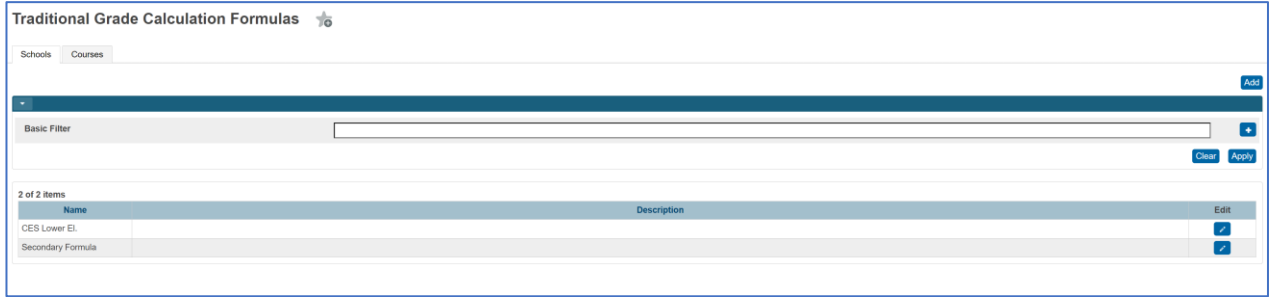 Traditional Grade Calculation Formulas
Schools Courses
Add
Basic Filter
Clear Apply
2 of 2 items
Name Description Edit
CES Lower El.
Secondary Formula